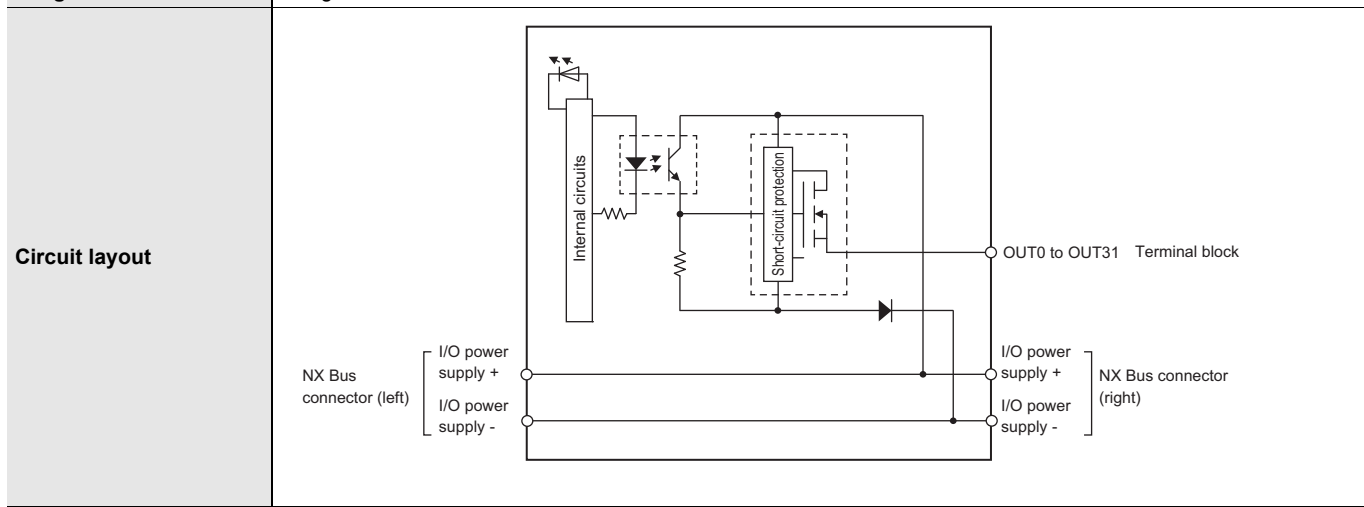 Circuit layout
Internal circuits
Short-circuit protection
OUT0 to OUT31 Terminal block
NX Bus
connector (left)
I/O power
supply +
I/O power
supply -
I/O power
supply +
I/O power
supply -
NX Bus connector
(right)